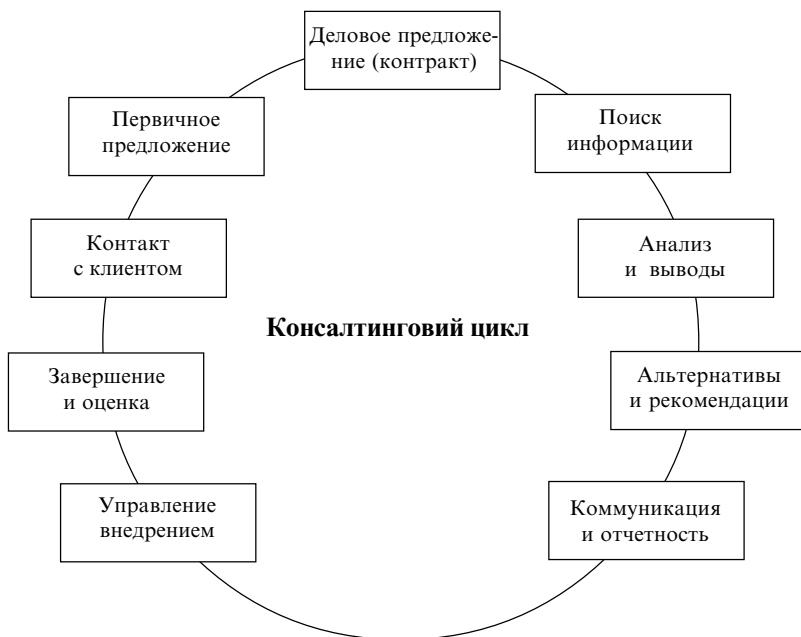 Деловое предложе-
ение (контракт)
Первичное
предложение
Поиск
информации
Контакт
с клиентом
Анализ
и выводы
Консалтинговий цикл
Завершение
и оценка
Альтернативы
и рекомендации
Управление
внедрением
Коммуникация
и отчетность